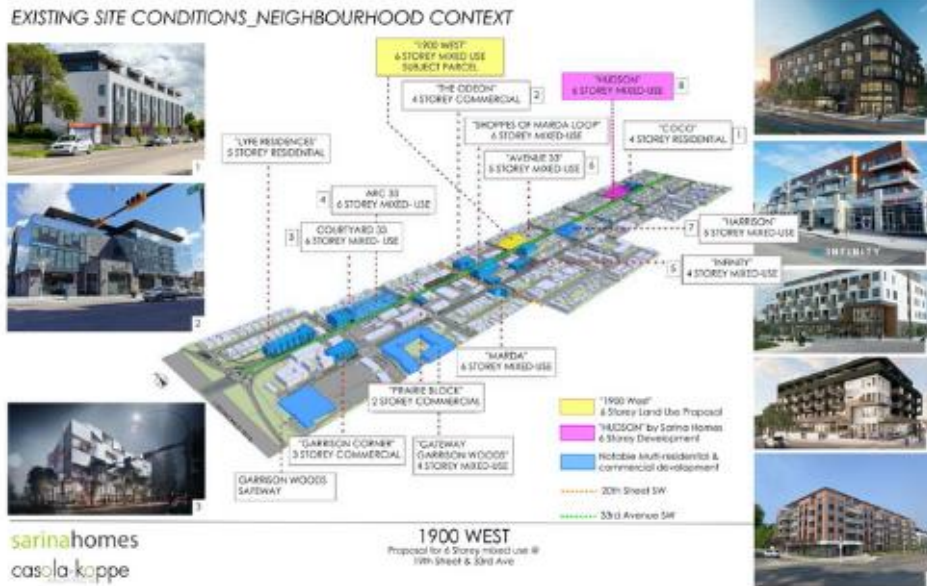 EXISTING SITE CONDITIONS_NEIGHBOURHOOD CONTEXT
"1900 WEST"
6 STOREY MIXED USE
SUBJECT PARCEL
"THE ODEON"
4 STOREY COMMERCIAL
2
"HUDSON"
6 STOREY MIXED-USE
8
"SHOPPES OF MARDA LOOP"
6 STOREY MIXED-USE
"COCO"
4 STOREY RESIDENTIAL
1
"LYFE RESIDENCES"
5 STOREY RESIDENTIAL
"AVENUE 33"
5 STOREY MIXED USE
6
4
ARC 33
6 STOREY MIXED- USE
3
COURTYARD 33
6 STOREY MIXED- USE
7
"HARRISON"
5 STOREY MIXED-USE
5
"INFINITY"
4 STOREY MIXED-USE
"MARDA"
6 STOREY MIXED-USE
"PRAIRIE BLOCK"
2 STOREY COMMERCIAL
"GARRISON CORNER"
3 STOREY COMMERCIAL
"GATEWAY
GARRISON WOODS"
4 STOREY MIXED-USE
GARRISON WOODS
SAFEWAY
"1900 West"
6 Storey Land Use Proposal
"HUDSON" by Sarina Homes
6 Storey Development
Notable Multi-residential &
commercial development
20th Street SW
33rd Avenue SW
1
2
3
INFINITY
sarinahomes
casola koppe
1900 WEST
Proposal for 6 Storey mixed use @
19th Street & 33rd Ave